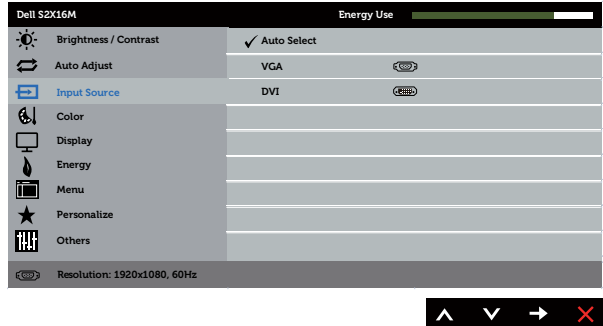 Dell S2X16M Energy Use
Brightness / Contrast
Auto Select
Auto Adjust
VGA
Input Source
DVI
Color
Display
Energy
Menu
Personalize
Others
Resolution: 1920x1080, 60Hz